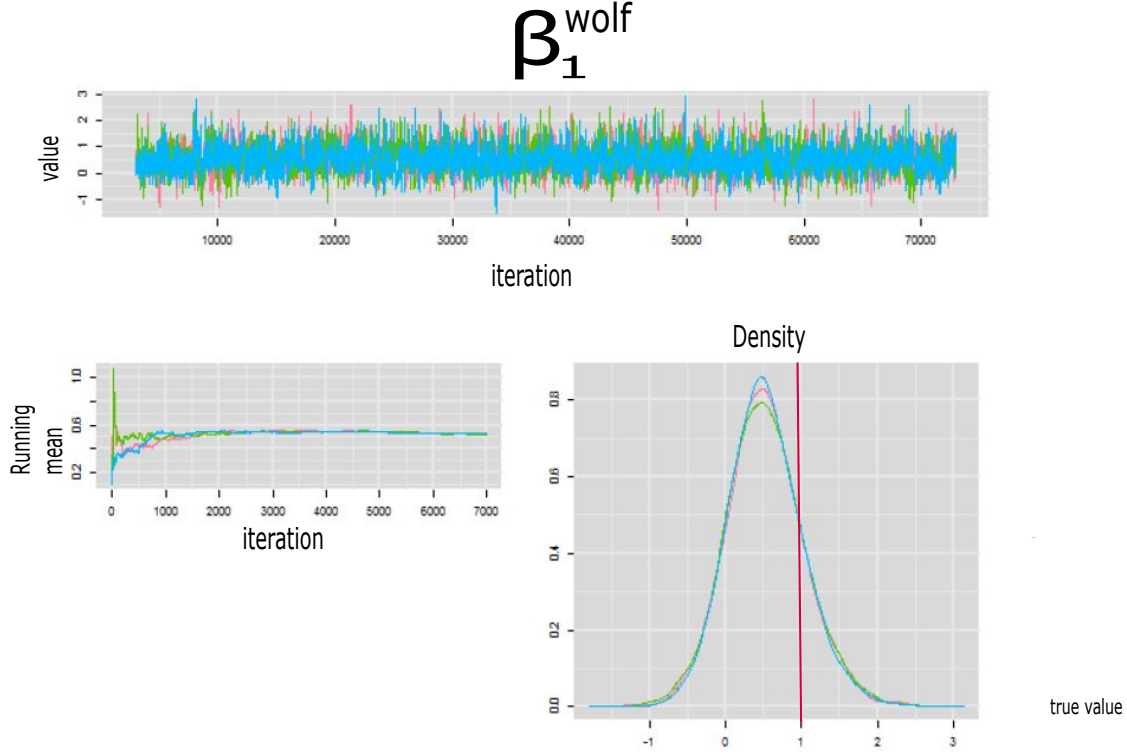 β₁ wolf
3
2
1
0
-1
value
10000 20000 30000 40000 50000 60000 70000
iteration
Density
1.0
0.6
0.2
Running
mean
0 1000 2000 3000 4000 5000 6000 7000
iteration
0.8
0.6
0.4
0.2
0.0
-1 0 1 2 3
true value